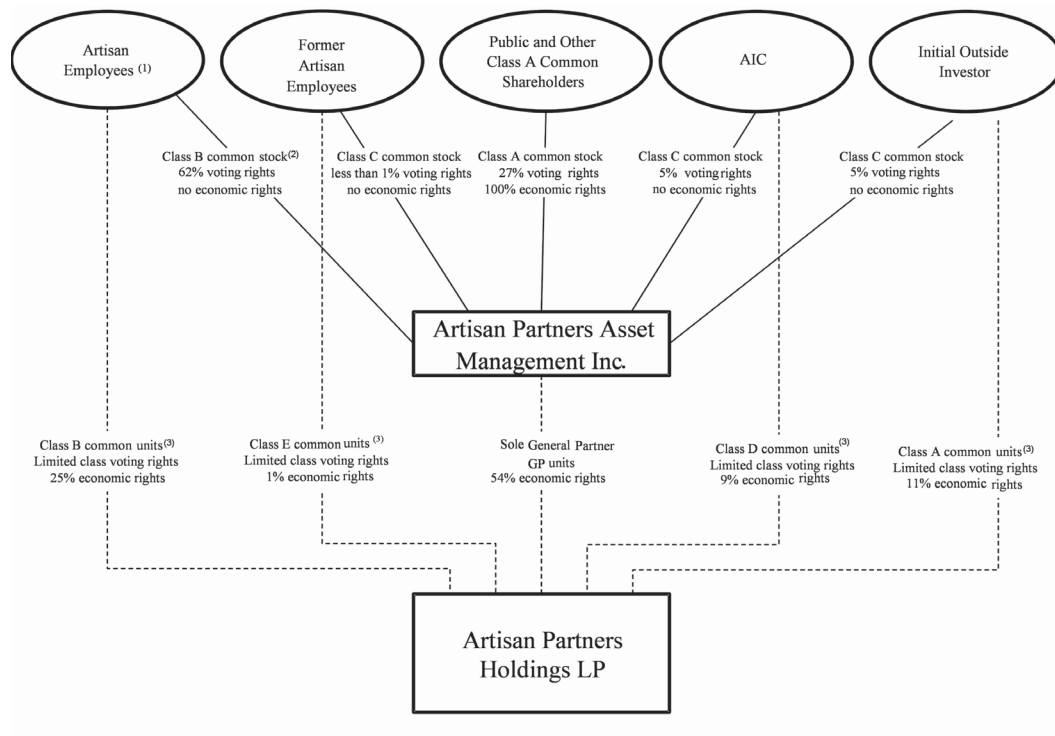 Artisan
Employees (1)
Former
Artisan
Employees
Public and Other
Class A Common
Shareholders
AIC
Initial Outside
Investor
Class B common stock(2)
62% voting rights
no economic rights
Class C common stock
less than 1% voting rights
no economic rights
Class A common stock
27% voting rights
100% economic rights
Class C common stock
5% voting rights
no economic rights
Class C common stock
5% voting rights
no economic rights
Artisan Partners Asset
Management Inc.
Class B common units(3)
Limited class voting rights
25% economic rights
Class E common units (3)
Limited class voting rights
1% economic rights
Sole General Partner
GP units
54% economic rights
Class D common units(3)
Limited class voting rights
9% economic rights
Class A common units(3)
Limited class voting rights
11% economic rights
Artisan Partners
Holdings LP